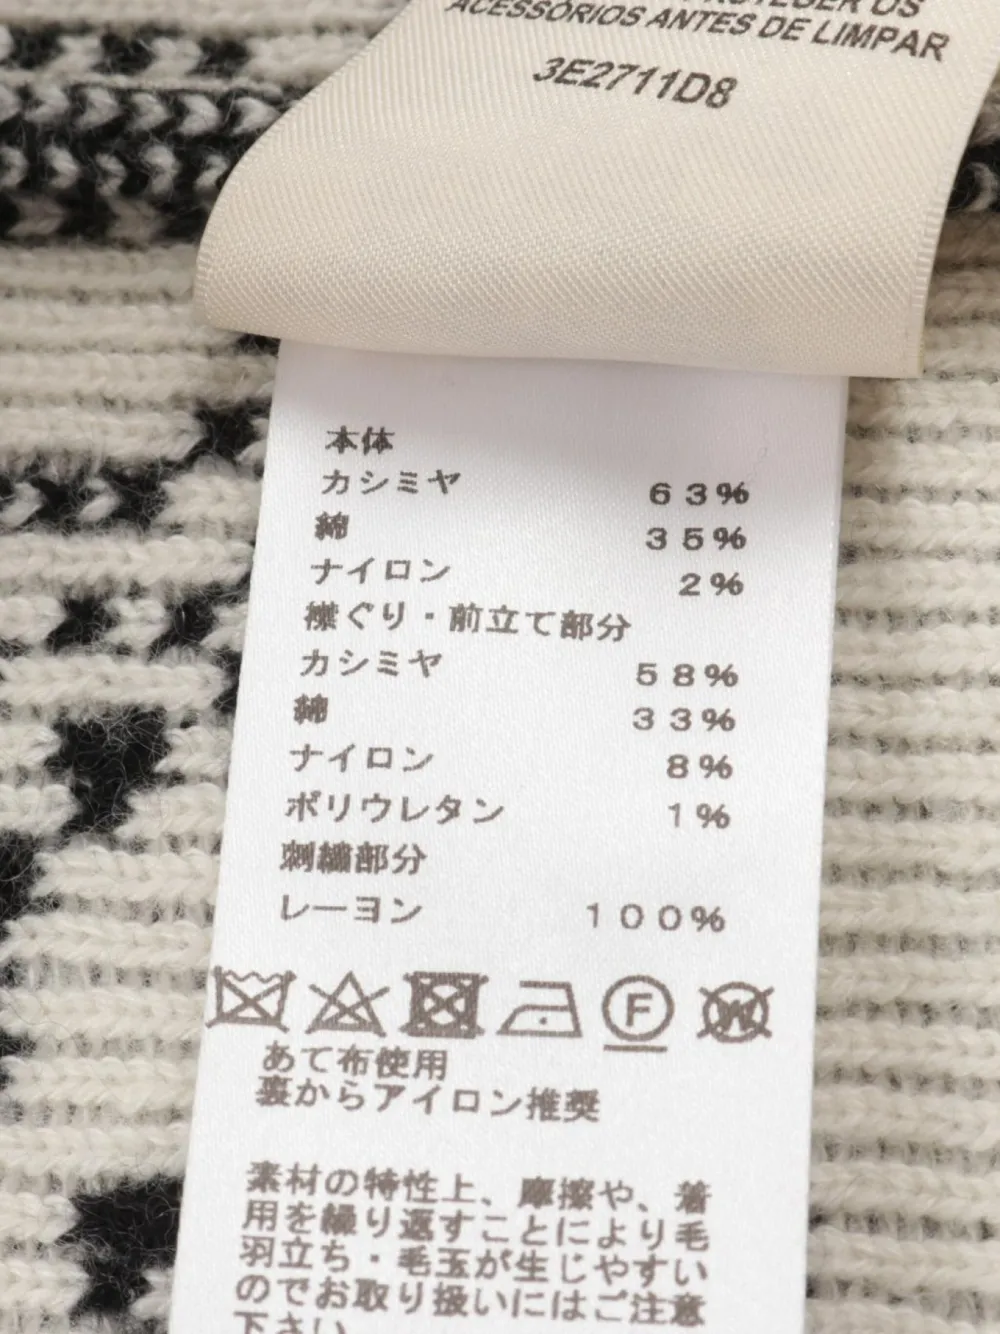 PROTEGER OS
ACESSÓRIOS ANTES DE LIMPAR
3E2711D8
本体
カシミヤ 63%
綿 35%
ナイロン 2%
襟ぐり・前立て部分
カシミヤ 58%
綿 33%
ナイロン 8%
ポリウレタン 1%
刺繍部分
レーヨン 100%
F W
あて布使用
裏からアイロン推奨
素材の特性上、摩擦や、着
用を繰り返すことにより毛
羽立ち・毛玉が生じやすい
のでお取り扱いにはご注意
下さい。